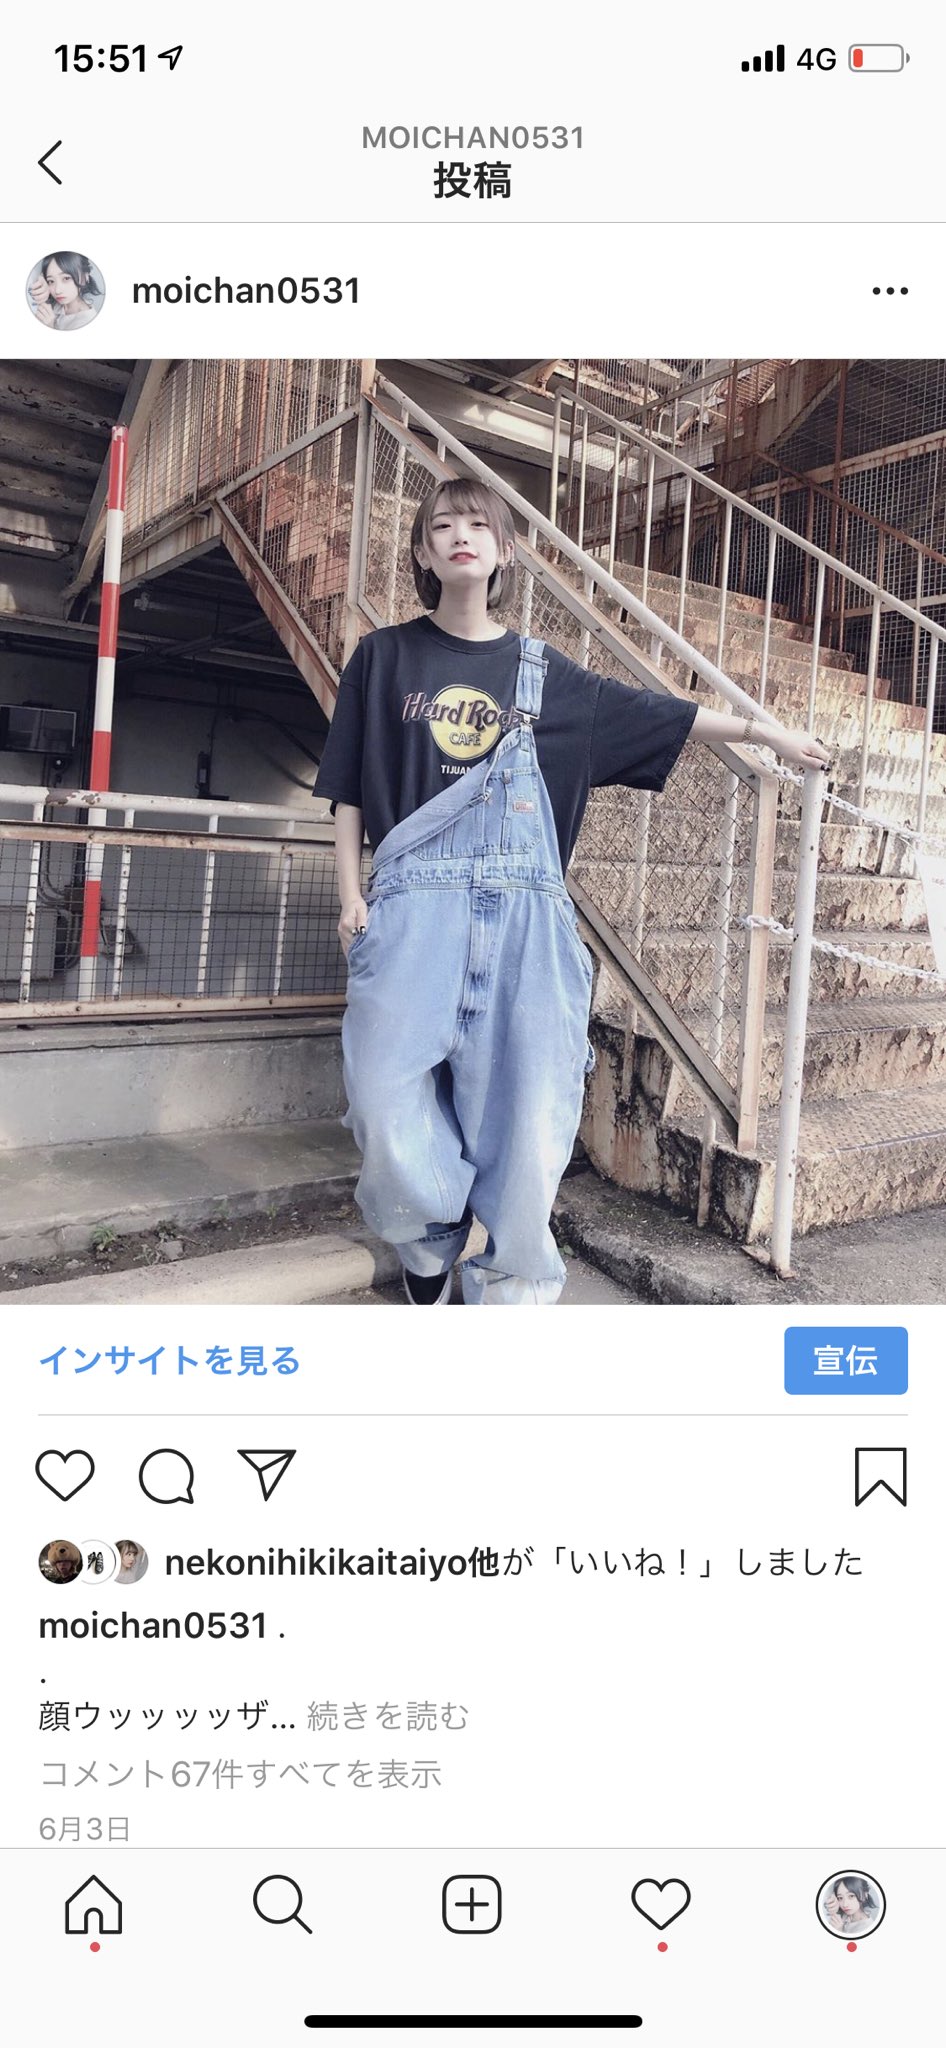 15:51
4G
MOICHAN0531
投稿
moichan0531
Hard Rock
CAFE
インサイトを見る
宣伝
nekonihikikaitaiyo他が「いいね！」しました
moichan0531 .
.
顔ウッッッッザ... 続きを読む
コメント67件すべてを表示
6月3日